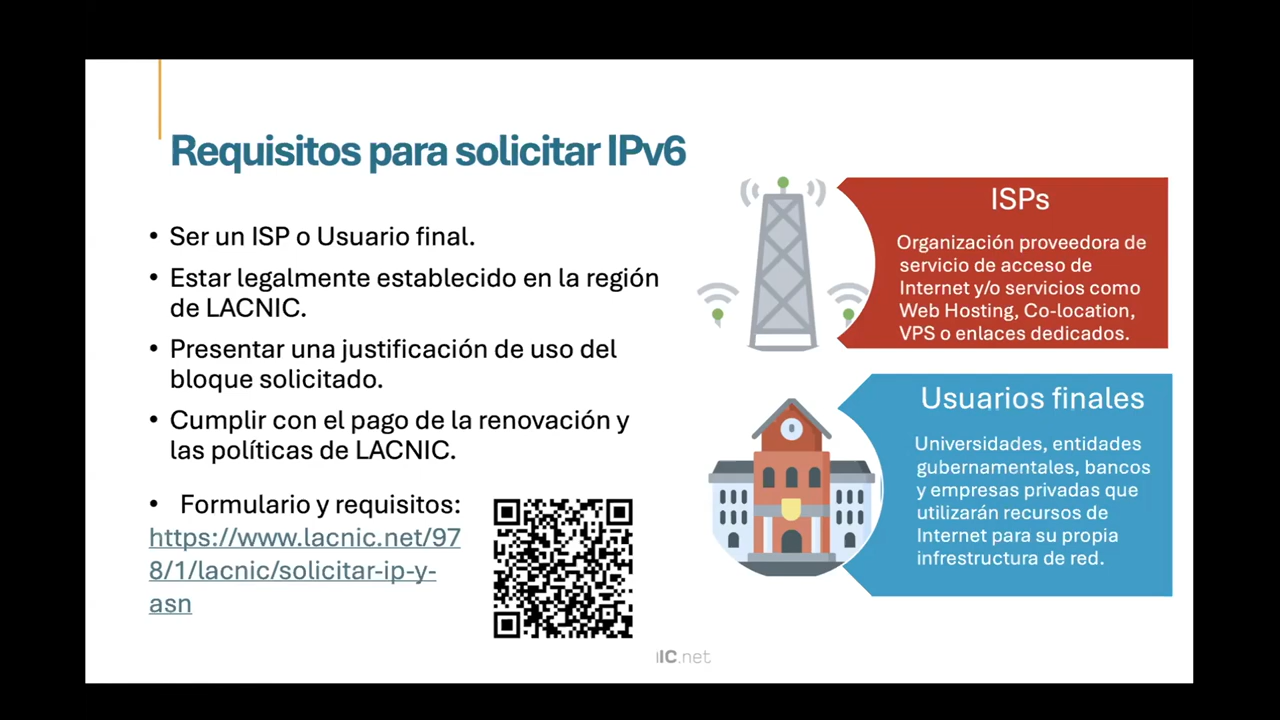 Requisitos para solicitar IPv6
• Ser un ISP o Usuario final.
• Estar legalmente establecido en la región
de LACNIC.
• Presentar una justificación de uso del
bloque solicitado.
• Cumplir con el pago de la renovación y
las políticas de LACNIC.
• Formulario y requisitos:
https://www.lacnic.net/97
8/1/lacnic/solicitar-ip-y-
asn
ISPs
Organización proveedora de
servicio de acceso de
Internet y/o servicios como
Web Hosting, Co-location,
VPS o enlaces dedicados.
Usuarios finales
Universidades, entidades
gubernamentales, bancos
y empresas privadas que
utilizarán recursos de
Internet para su propia
infrestructura de red.
IC.net